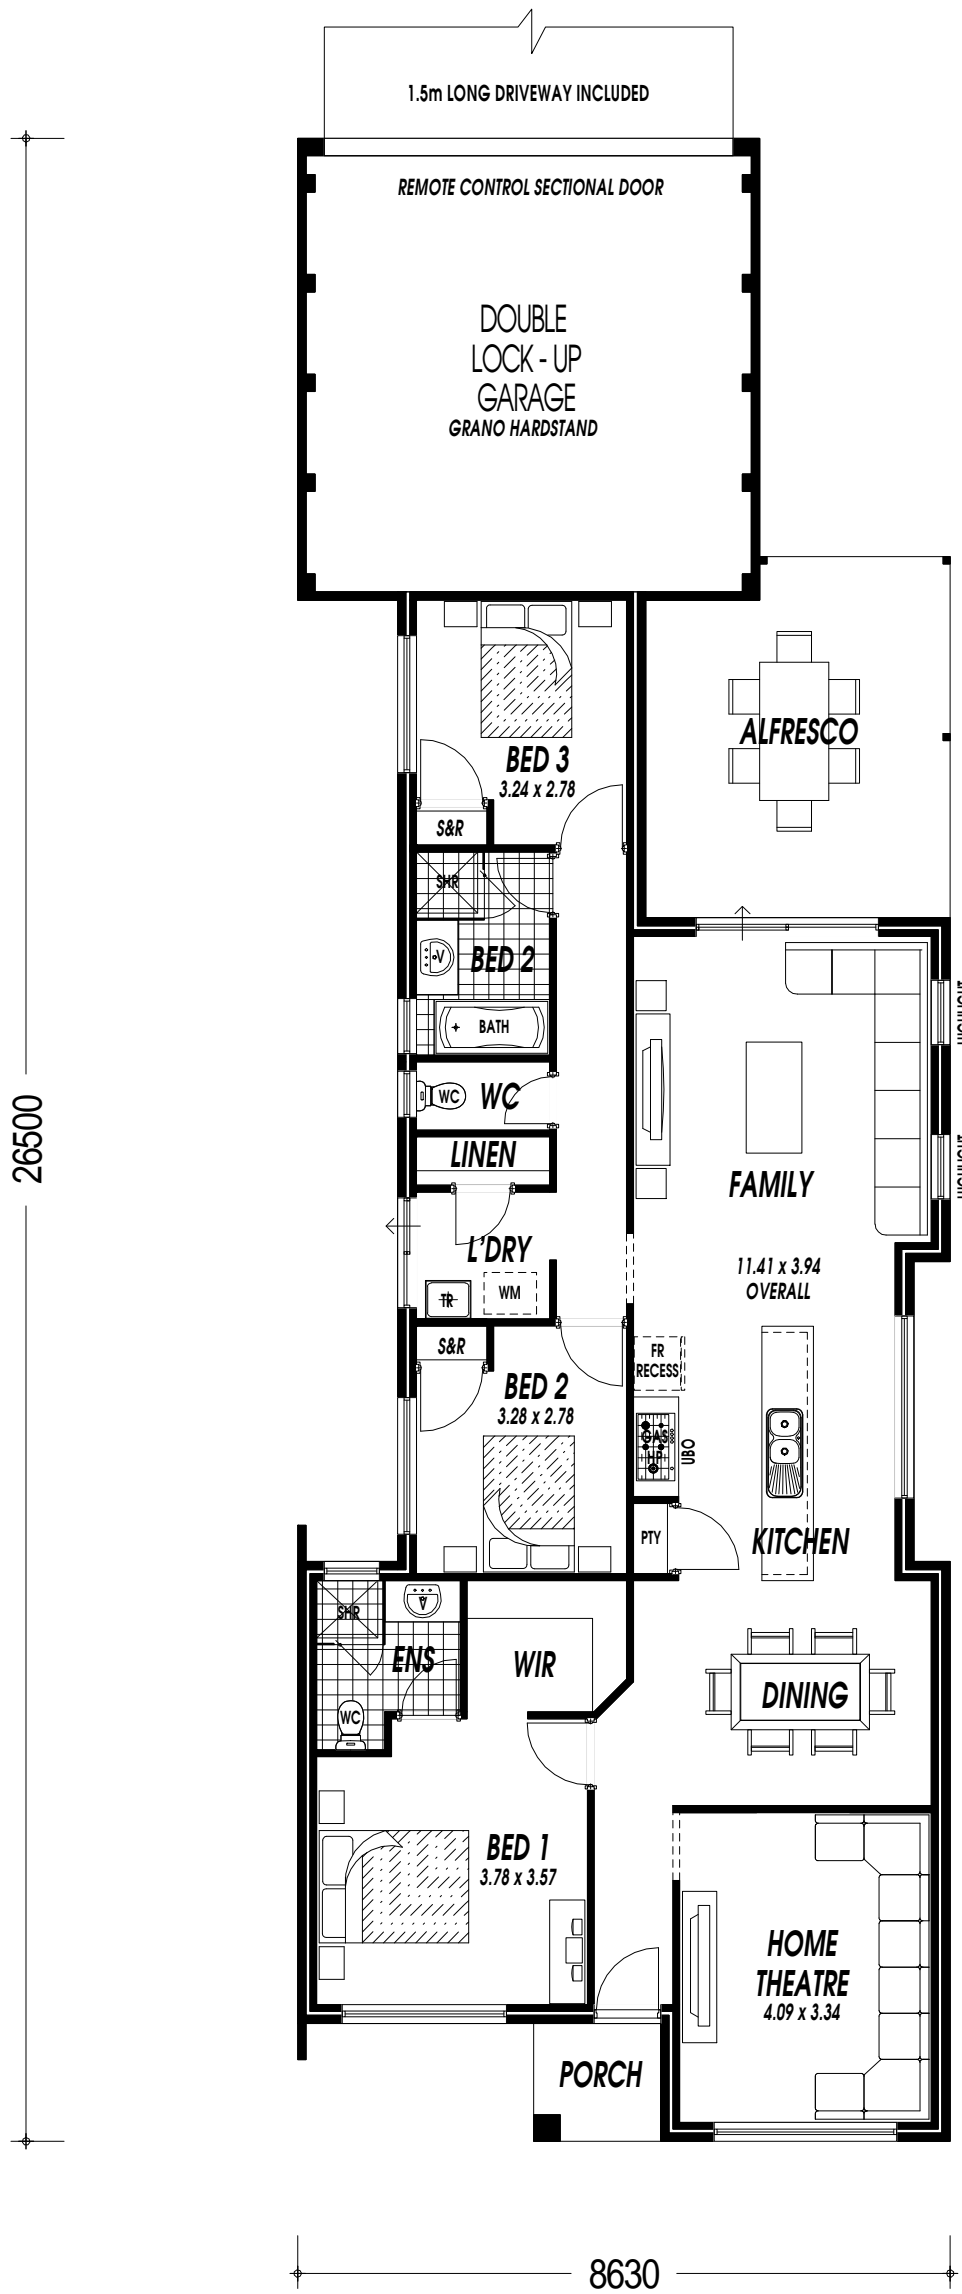 1.5m LONG DRIVEWAY INCLUDED
REMOTE CONTROL SECTIONAL DOOR
DOUBLE
LOCK - UP
GARAGE
GRANO HARDSTAND
ALFRESCO
BED 3
3.24 x 2.78
S&R
SHR
V
BED 2
BATH
WC
WC
LINEN
L'DRY
TR
WM
FAMILY
11.41 x 3.94
OVERALL
26500
S&R
BED 2
3.28 x 2.78
FR
RECESS
GAS
HP
UBO
PTY
KITCHEN
SHR
V
ENS
WC
WIR
DINING
BED 1
3.78 x 3.57
HOME
THEATRE
4.09 x 3.34
PORCH
8630